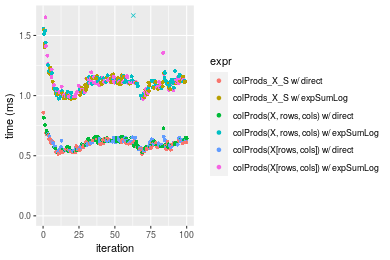 1.5
1.0
0.5
0.0
time (ms)
0
25
50
75
100
iteration
expr
colProds_X_S w/ direct
colProds_X_S w/ expSumLog
colProds(X, rows, cols) w/ direct
colProds(X, rows, cols) w/ expSumLog
colProds(X[rows, cols]) w/ direct
colProds(X[rows, cols]) w/ expSumLog